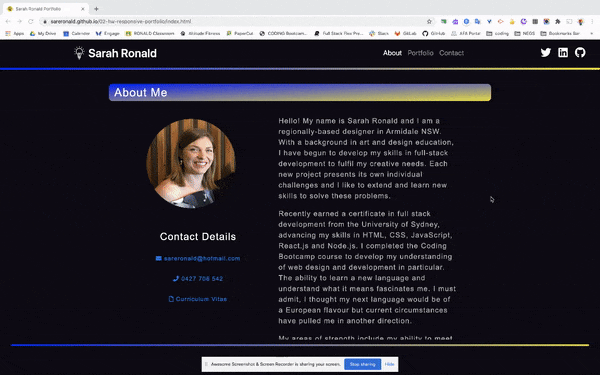 Sarah Ronald Portfolio
sareronald.github.io/02-hw-responsive-portfolio/index.html
Apps My Drive Calendar Engage RONALD Classroom Altitude Fitness PaperCut CODING Bootcam... Full Stack Flex Pre... Slack GitLab GitHub AFA Portal coding NEGS Bookmarks Bar
Sarah Ronald
About Portfolio Contact
About Me
Hello! My name is Sarah Ronald and I am a
regionally-based designer in Armidale NSW.
With a background in art and design education,
I have begun to develop my skills in full-stack
development to fulfil my creative needs. Each
new project presents its own individual
challenges and I like to extend and learn new
skills to solve these problems.
Recently earned a certificate in full stack
development from the University of Sydney,
advancing my skills in HTML, CSS, JavaScript,
React.js and Node.js. I completed the Coding
Bootcamp course to develop my understanding
of web design and development in particular.
The ability to learn a new language and
understand what it means fascinates me. I must
admit, I thought my next language would be of
a European flavour but current circumstances
have pulled me in another direction.
My areas of strength include my ability to meet
Contact Details
sareronald@hotmail.com
0427 706 542
Curriculum Vitae
Awesome Screenshot & Screen Recorder is sharing your screen. Stop sharing Hide